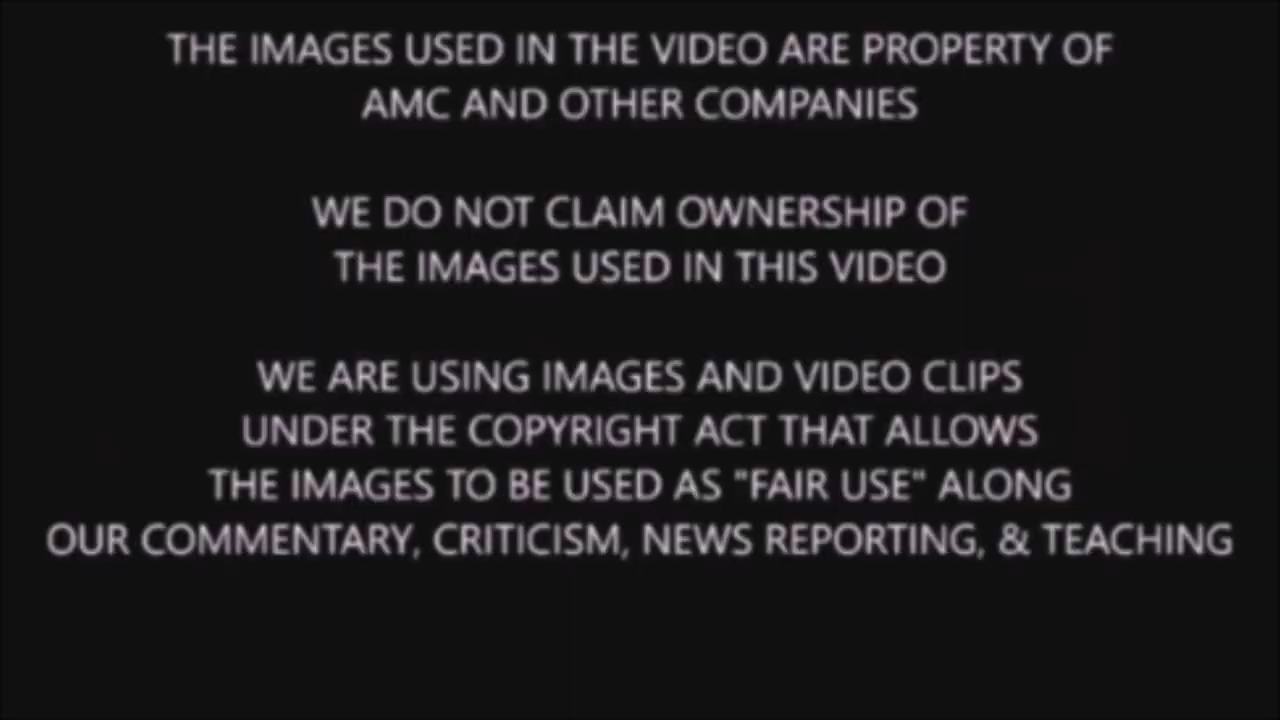 THE IMAGES USED IN THE VIDEO ARE PROPERTY OF
AMC AND OTHER COMPANIES
WE DO NOT CLAIM OWNERSHIP OF
THE IMAGES USED IN THIS VIDEO
WE ARE USING IMAGES AND VIDEO CLIPS
UNDER THE COPYRIGHT ACT THAT ALLOWS
THE IMAGES TO BE USED AS "FAIR USE" ALONG
OUR COMMENTARY, CRITICISM, NEWS REPORTING, & TEACHING